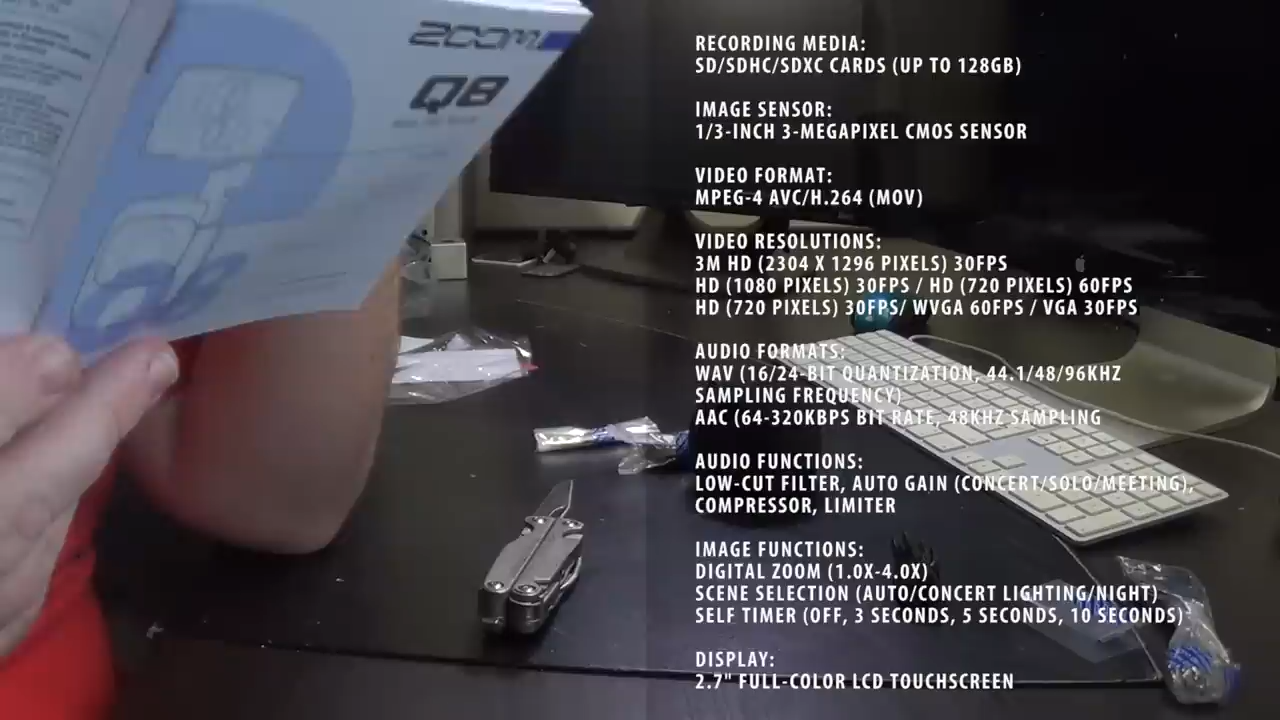 ZOOM
Q8
RECORDING MEDIA:
SD/SDHC/SDXC CARDS (UP TO 128GB)
IMAGE SENSOR:
1/3-INCH 3-MEGAPIXEL CMOS SENSOR
VIDEO FORMAT:
MPEG-4 AVC/H.264 (MOV)
VIDEO RESOLUTIONS:
3M HD (2304 X 1296 PIXELS) 30FPS
HD (1080 PIXELS) 30FPS / HD (720 PIXELS) 60FPS
HD (720 PIXELS) 30FPS/ WVGA 60FPS / VGA 30FPS
AUDIO FORMATS:
WAV (16/24-BIT QUANTIZATION, 44.1/48/96KHZ
SAMPLING FREQUENCY)
AAC (64-320KBPS BIT RATE, 48KHZ SAMPLING
AUDIO FUNCTIONS:
LOW-CUT FILTER, AUTO GAIN (CONCERT/SOLO/MEETING),
COMPRESSOR, LIMITER
IMAGE FUNCTIONS:
DIGITAL ZOOM (1.0X-4.0X)
SCENE SELECTION (AUTO/CONCERT LIGHTING/NIGHT)
SELF TIMER (OFF, 3 SECONDS, 5 SECONDS, 10 SECONDS)
DISPLAY:
2.7" FULL-COLOR LCD TOUCHSCREEN